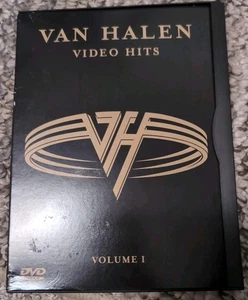 VAN HALEN
VIDEO HITS
VH
VOLUME I
DVD